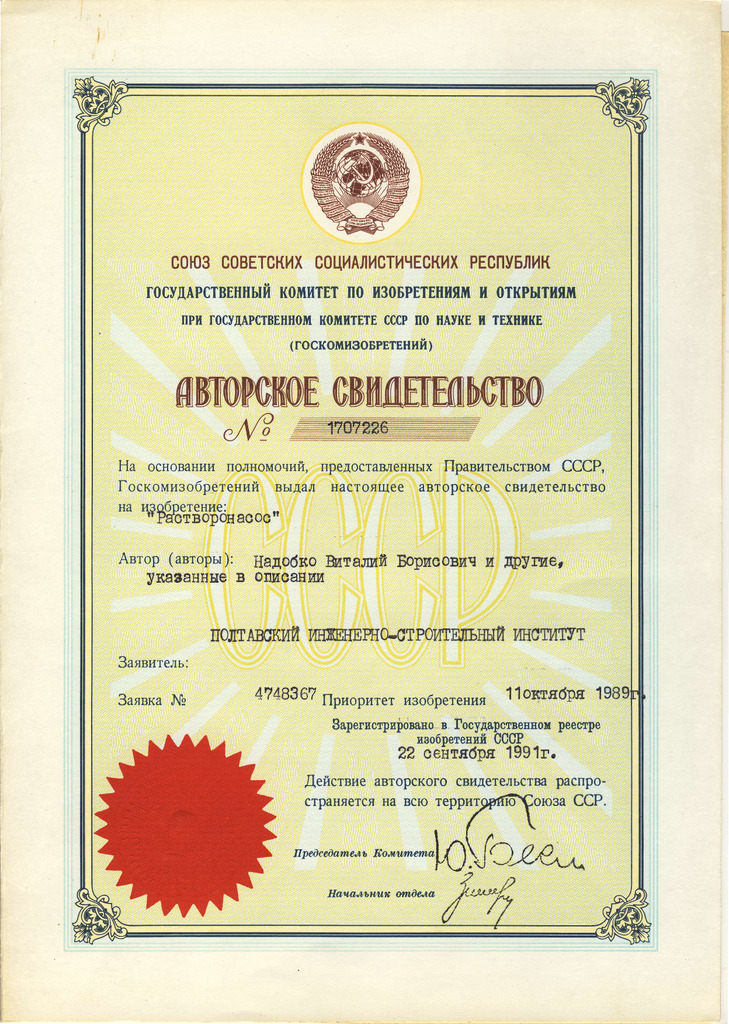 СОЮЗ СОВЕТСКИХ СОЦИАЛИСТИЧЕСКИХ РЕСПУБЛИК
ГОСУДАРСТВЕННЫЙ КОМИТЕТ ПО ИЗОБРЕТЕНИЯМ И ОТКРЫТИЯМ
ПРИ ГОСУДАРСТВЕННОМ КОМИТЕТЕ СССР ПО НАУКЕ И ТЕХНИКЕ
(ГОСКОМИЗОБРЕТЕНИЙ)
АВТОРСКОЕ СВИДЕТЕЛЬСТВО
№ 1707226
СССР
На основании полномочий, предоставленных Правительством СССР,
Госкомизобретений выдал настоящее авторское свидетельство
на изобретение:
"Растворонасос"
Автор (авторы): Надобко Виталий Борисович и другие,
указанные в описании
ПОЛТАВСКИЙ ИНЖЕНЕРНО-СТРОИТЕЛЬНЫЙ ИНСТИТУТ
Заявитель:
Заявка № 4748367 Приоритет изобретения 11октября 1989г.
Зарегистрировано в Государственном реестре
изобретений СССР
22 сентября 1991г.
Действие авторского свидетельства распро-
страняется на всю территорию Союза ССР.
Председатель Комитета
Начальник отдела